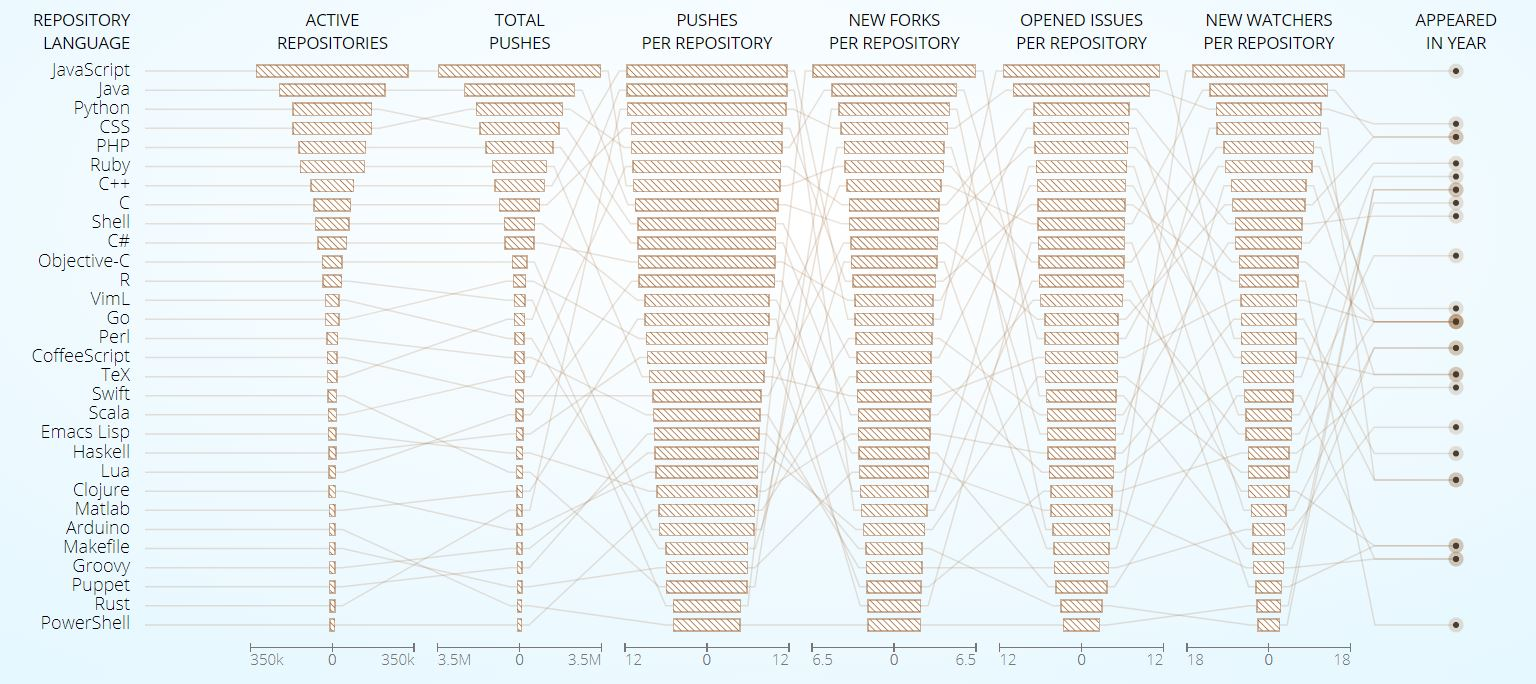 REPOSITORY LANGUAGE
ACTIVE REPOSITORIES
TOTAL PUSHES
PUSHES PER REPOSITORY
NEW FORKS PER REPOSITORY
OPENED ISSUES PER REPOSITORY
NEW WATCHERS PER REPOSITORY
APPEARED IN YEAR
JavaScript
Java
Python
CSS
PHP
Ruby
C++
C
Shell
C#
Objective-C
R
VimL
Go
Perl
CoffeeScript
TeX
Swift
Scala
Emacs Lisp
Haskell
Lua
Clojure
Matlab
Arduino
Makefile
Groovy
Puppet
Rust
PowerShell
350k 0 350k 3.5M 0 3.5M 12 0 12 6.5 0 6.5 12 0 12 18 0 18